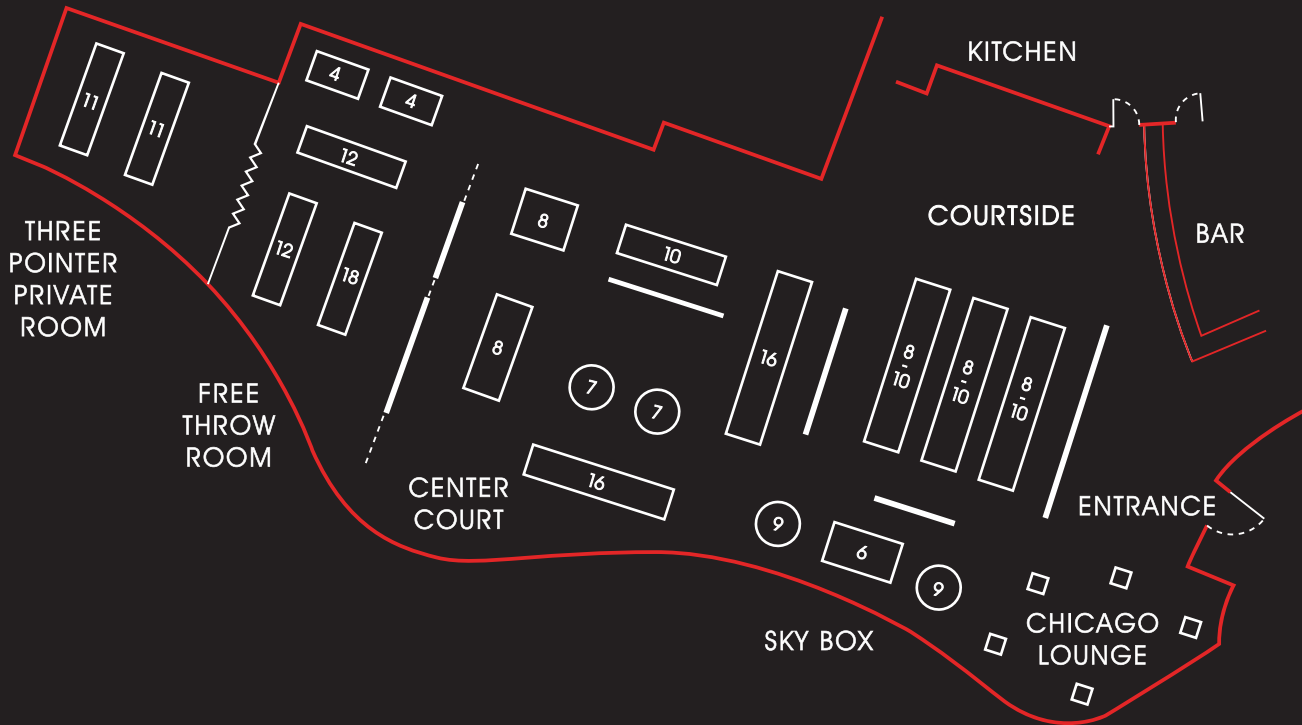 KITCHEN
4
4
11
11
12
COURTSIDE
BAR
8
10
THREE
POINTER
PRIVATE
ROOM
12
18
8
16
8
-
10
8
-
10
8
-
10
7
7
FREE
THROW
ROOM
CENTER
COURT
16
9
6
9
ENTRANCE
SKY BOX
CHICAGO
LOUNGE